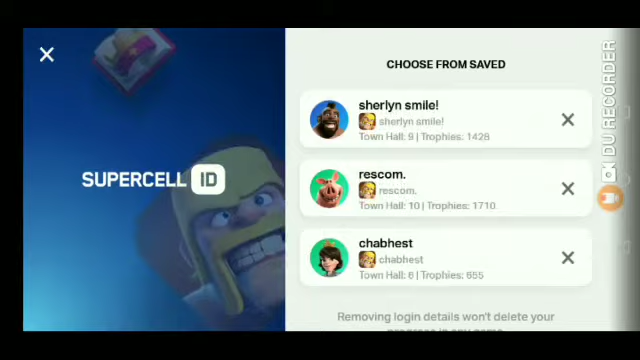 SUPERCELL ID
CHOOSE FROM SAVED
sherlyn smile!
sherlyn smile!
Town Hall: 9 | Trophies: 1428
rescom.
rescom.
Town Hall: 10 | Trophies: 1710
chabhest
chabhest
Town Hall: 6 | Trophies: 655
Removing login details won't delete your
DU RECORDER